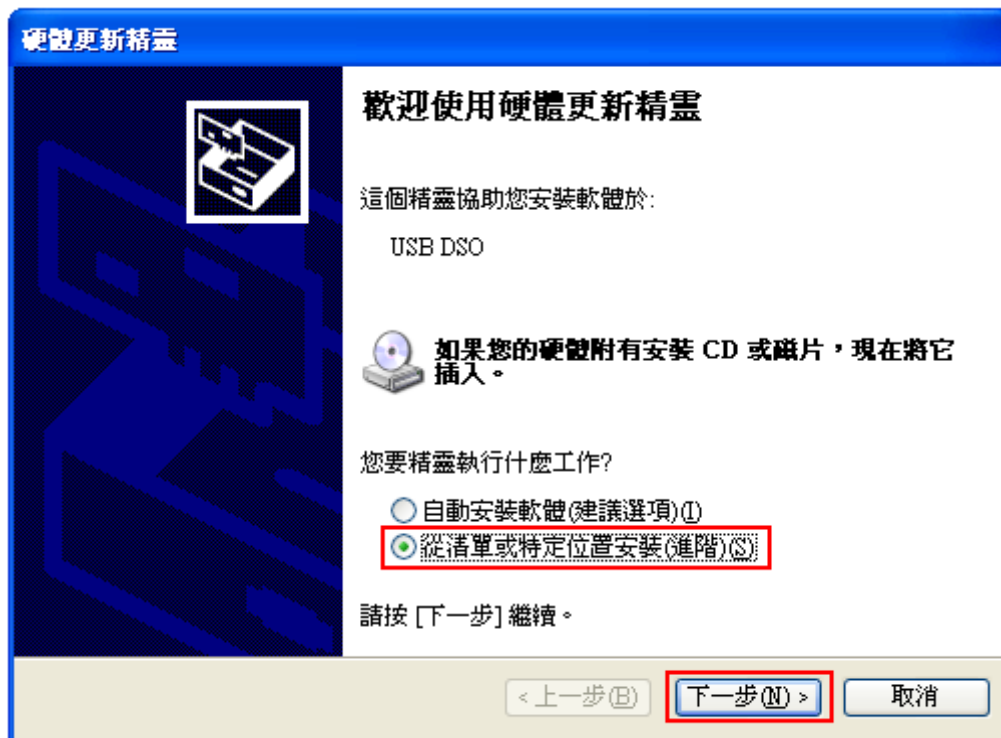 硬體更新精靈
歡迎使用硬體更新精靈
這個精靈協助您安裝軟體於:
USB DSO
如果您的硬體附有安裝 CD 或磁片，現在將它
插入。
您要精靈執行什麼工作?
自動安裝軟體(建議選項)(I)
從清單或特定位置安裝(進階)(S)
請按 [下一步] 繼續。
< 上一步(B) 下一步(N) > 取消